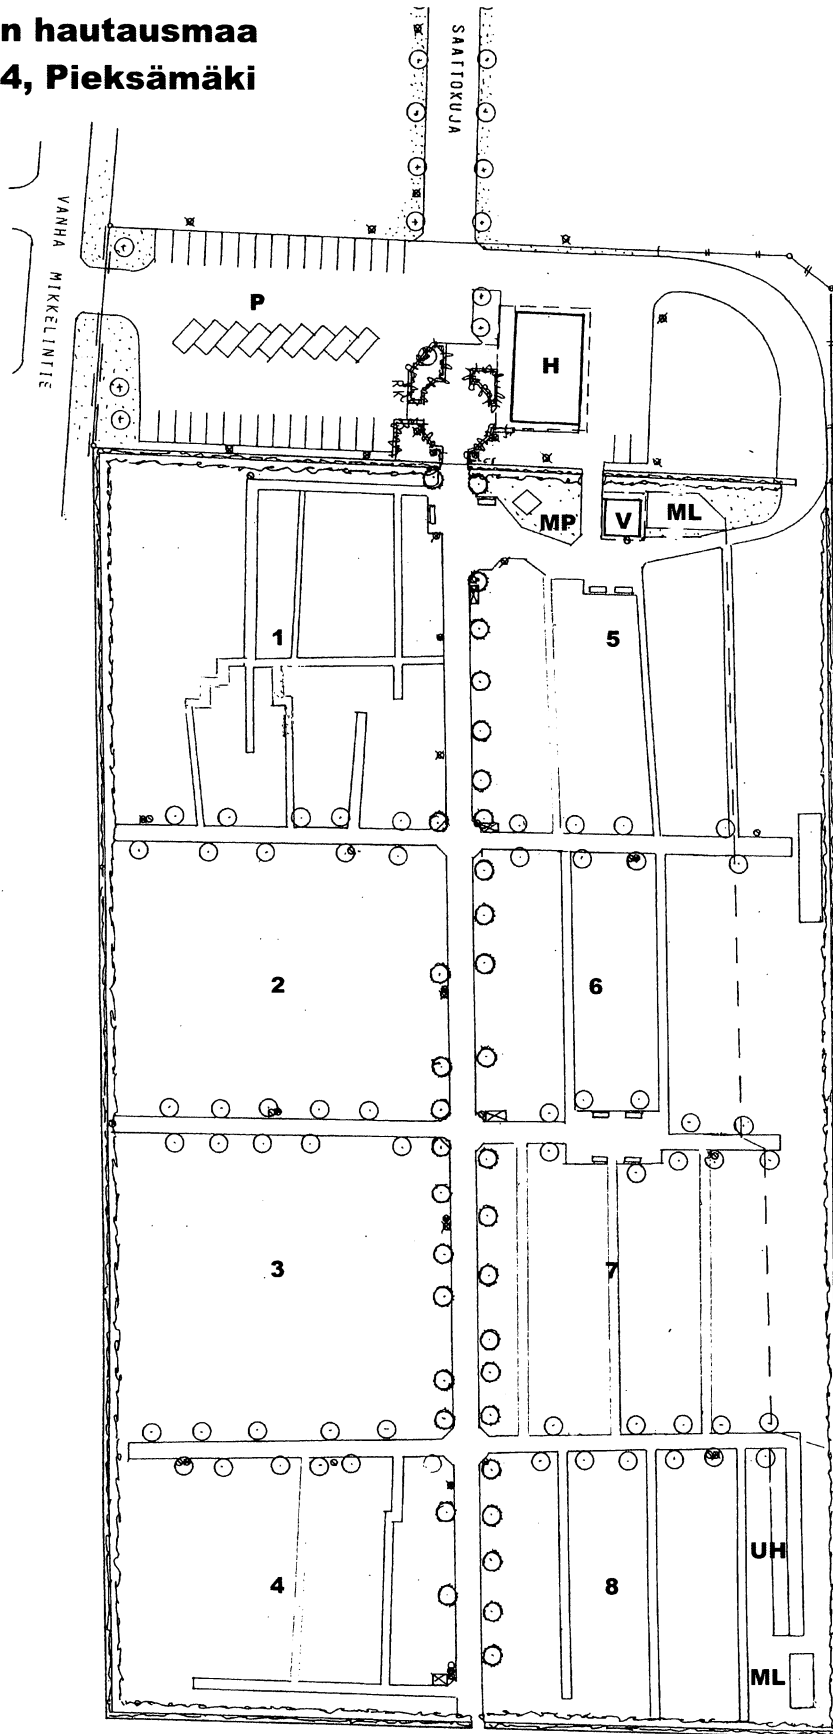 n hautausmaa
4, Pieksämäki
SAATTOKUJA
VANHA MIKKELINTIE
P
H
MP
V
ML
1
5
2
6
3
7
4
8
UH
ML